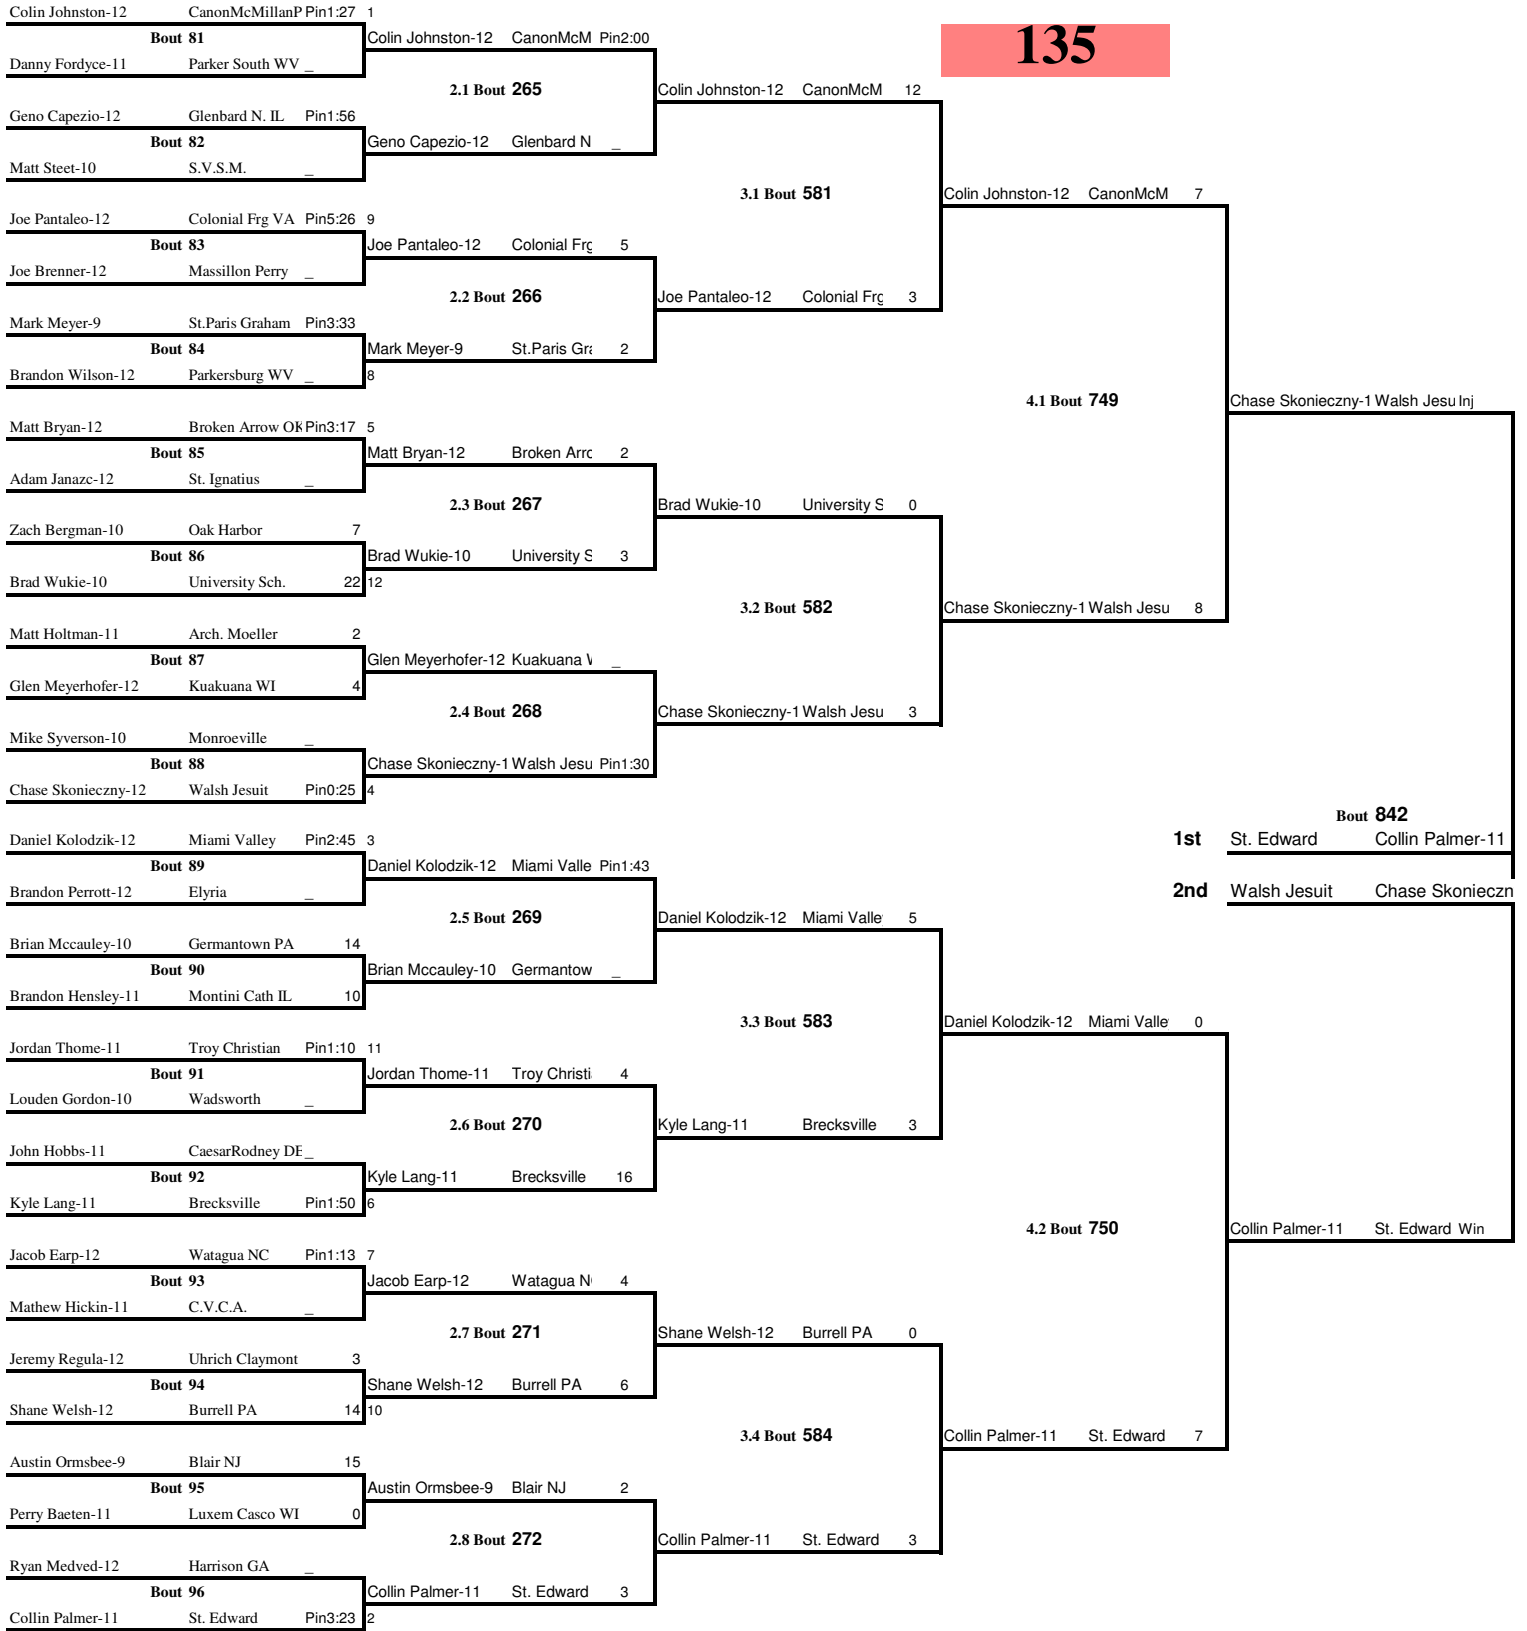 135
Colin Johnston-12 CanonMcMillanP Pin1:27 1
Bout 81
Danny Fordyce-11 Parker South WV _
Geno Capezio-12 Glenbard N. IL Pin1:56
Bout 82
Matt Steet-10 S.V.S.M. _
Joe Pantaleo-12 Colonial Frg VA Pin5:26 9
Bout 83
Joe Brenner-12 Massillon Perry _
Mark Meyer-9 St.Paris Graham Pin3:33
Bout 84
Brandon Wilson-12 Parkersburg WV _ 8
Matt Bryan-12 Broken Arrow OK Pin3:17 5
Bout 85
Adam Janazc-12 St. Ignatius _
Zach Bergman-10 Oak Harbor 7
Bout 86
Brad Wukie-10 University Sch. 22 12
Matt Holtman-11 Arch. Moeller 2
Bout 87
Glen Meyerhofer-12 Kuakuana WI 4
Mike Syverson-10 Monroeville _
Bout 88
Chase Skonieczny-12 Walsh Jesuit Pin0:25 4
Daniel Kolodzik-12 Miami Valley Pin2:45 3
Bout 89
Brandon Perrott-12 Elyria _
Brian Mccauley-10 Germantown PA 14
Bout 90
Brandon Hensley-11 Montini Cath IL 10
Jordan Thome-11 Troy Christian Pin1:10 11
Bout 91
Louden Gordon-10 Wadsworth _
John Hobbs-11 CaesarRodney DE _
Bout 92
Kyle Lang-11 Brecksville Pin1:50 6
Jacob Earp-12 Watagua NC Pin1:13 7
Bout 93
Mathew Hickin-11 C.V.C.A. _
Jeremy Regula-12 Uhrich Claymont 3
Bout 94
Shane Welsh-12 Burrell PA 14 10
Austin Ormsbee-9 Blair NJ 15
Bout 95
Perry Baeten-11 Luxem Casco WI 0
Ryan Medved-12 Harrison GA _
Bout 96
Collin Palmer-11 St. Edward Pin3:23 2
Colin Johnston-12 CanonMcM Pin2:00
2.1 Bout 265
Geno Capezio-12 Glenbard N _
Joe Pantaleo-12 Colonial Frg 5
2.2 Bout 266
Mark Meyer-9 St.Paris Gra 2
Matt Bryan-12 Broken Arrc 2
2.3 Bout 267
Brad Wukie-10 University S 3
Glen Meyerhofer-12 Kuakuana W _
2.4 Bout 268
Chase Skonieczny-1 Walsh Jesu Pin1:30
Daniel Kolodzik-12 Miami Valle Pin1:43
2.5 Bout 269
Brian Mccauley-10 Germantow _
Jordan Thome-11 Troy Christi 4
2.6 Bout 270
Kyle Lang-11 Brecksville 16
Jacob Earp-12 Watagua N 4
2.7 Bout 271
Shane Welsh-12 Burrell PA 6
Austin Ormsbee-9 Blair NJ 2
2.8 Bout 272
Collin Palmer-11 St. Edward 3
Colin Johnston-12 CanonMcM 12
3.1 Bout 581
Joe Pantaleo-12 Colonial Frg 3
Brad Wukie-10 University S 0
3.2 Bout 582
Chase Skonieczny-1 Walsh Jesu 3
Daniel Kolodzik-12 Miami Valle 5
3.3 Bout 583
Kyle Lang-11 Brecksville 3
Shane Welsh-12 Burrell PA 0
3.4 Bout 584
Collin Palmer-11 St. Edward 3
Colin Johnston-12 CanonMcM 7
4.1 Bout 749
Chase Skonieczny-1 Walsh Jesu 8
Daniel Kolodzik-12 Miami Valle 0
4.2 Bout 750
Collin Palmer-11 St. Edward 7
Chase Skonieczny-1 Walsh Jesu Inj
Bout 842
1st St. Edward Collin Palmer-11
2nd Walsh Jesuit Chase Skonieczn
Collin Palmer-11 St. Edward Win